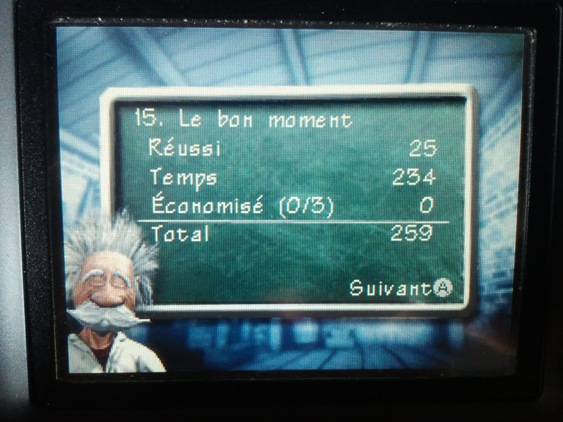 15. Le bon moment
Réussi 25
Temps 234
Économisé (0/3) 0
Total 259
Suivant A